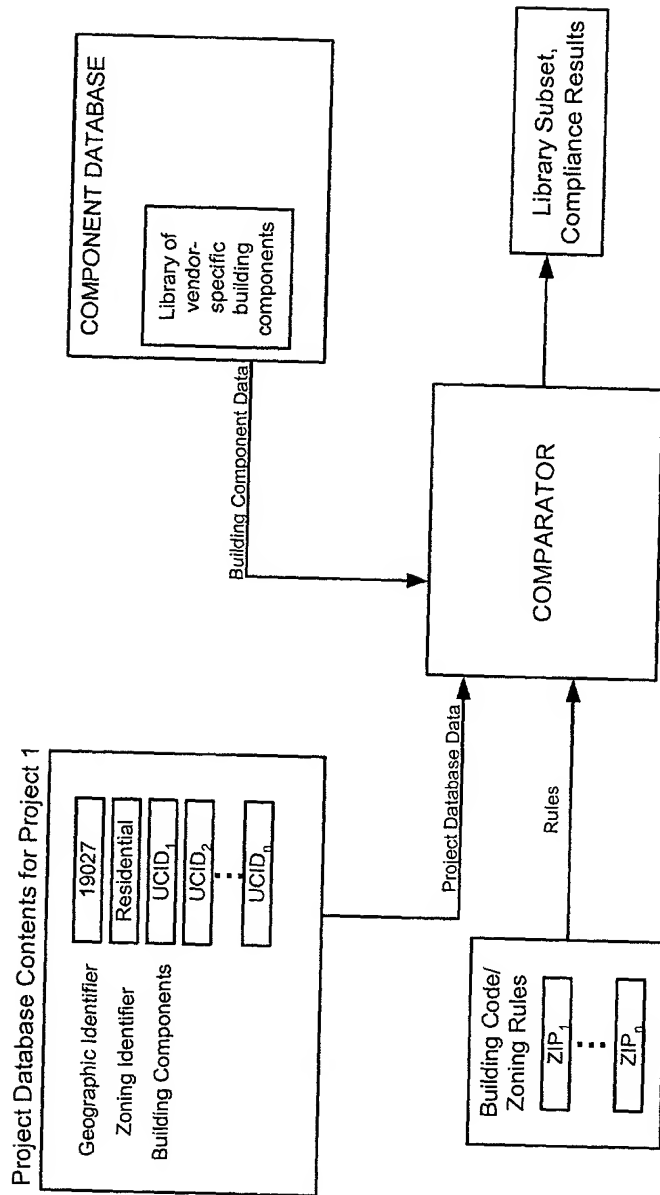 Project Database Contents for Project 1
Geographic Identifier
19027
Zoning Identifier
Residential
Building Components
UCID₁
UCID₂
UCIDₙ
COMPONENT DATABASE
Library of
vendor-
specific
building
components
Building Component Data
Project Database Data
Building Code/
Zoning Rules
ZIP₁
ZIPₙ
Rules
COMPARATOR
Library Subset,
Compliance Results